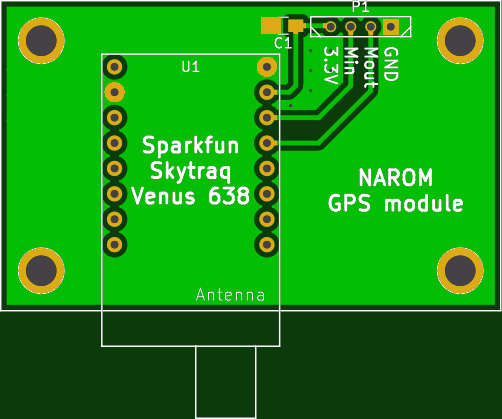 P1
C1
U1
3.3V
Min
Mout
GND
Sparkfun
Skytraq
Venus 638
NAROM
GPS module
Antenna